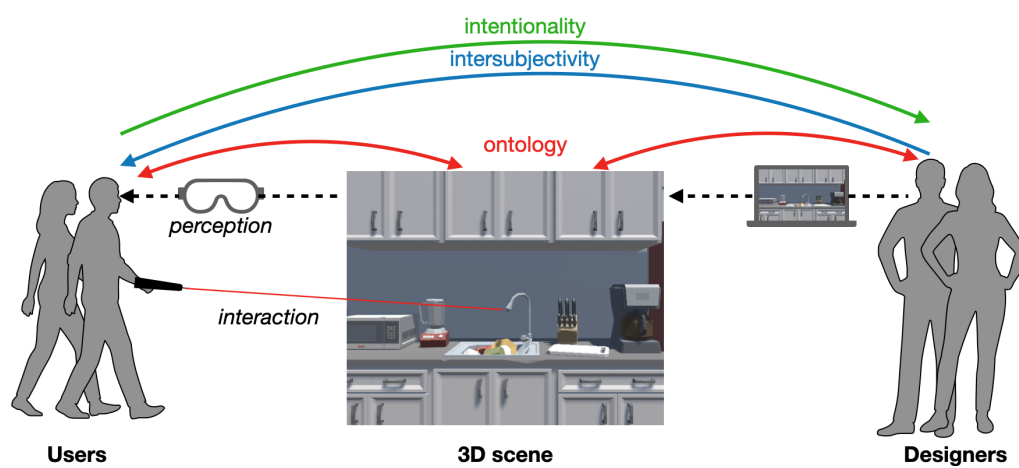 intentionality
intersubjectivity
ontology
perception
interaction
Users
3D scene
Designers